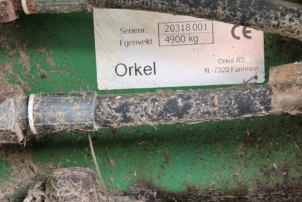 Serienr.: 20318001
Egenvekt 4900 kg
CE
Orkel
Orkel AS
N -7320 Fannrem